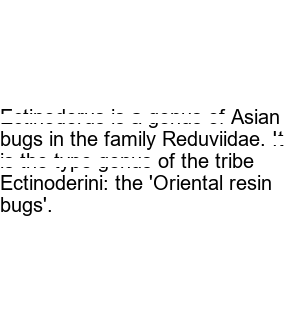 Ectinoderus is a genus of Asian
bugs in the family Reduviidae. It
is the type genus of the tribe
Ectinoderini: the 'Oriental resin
bugs'.